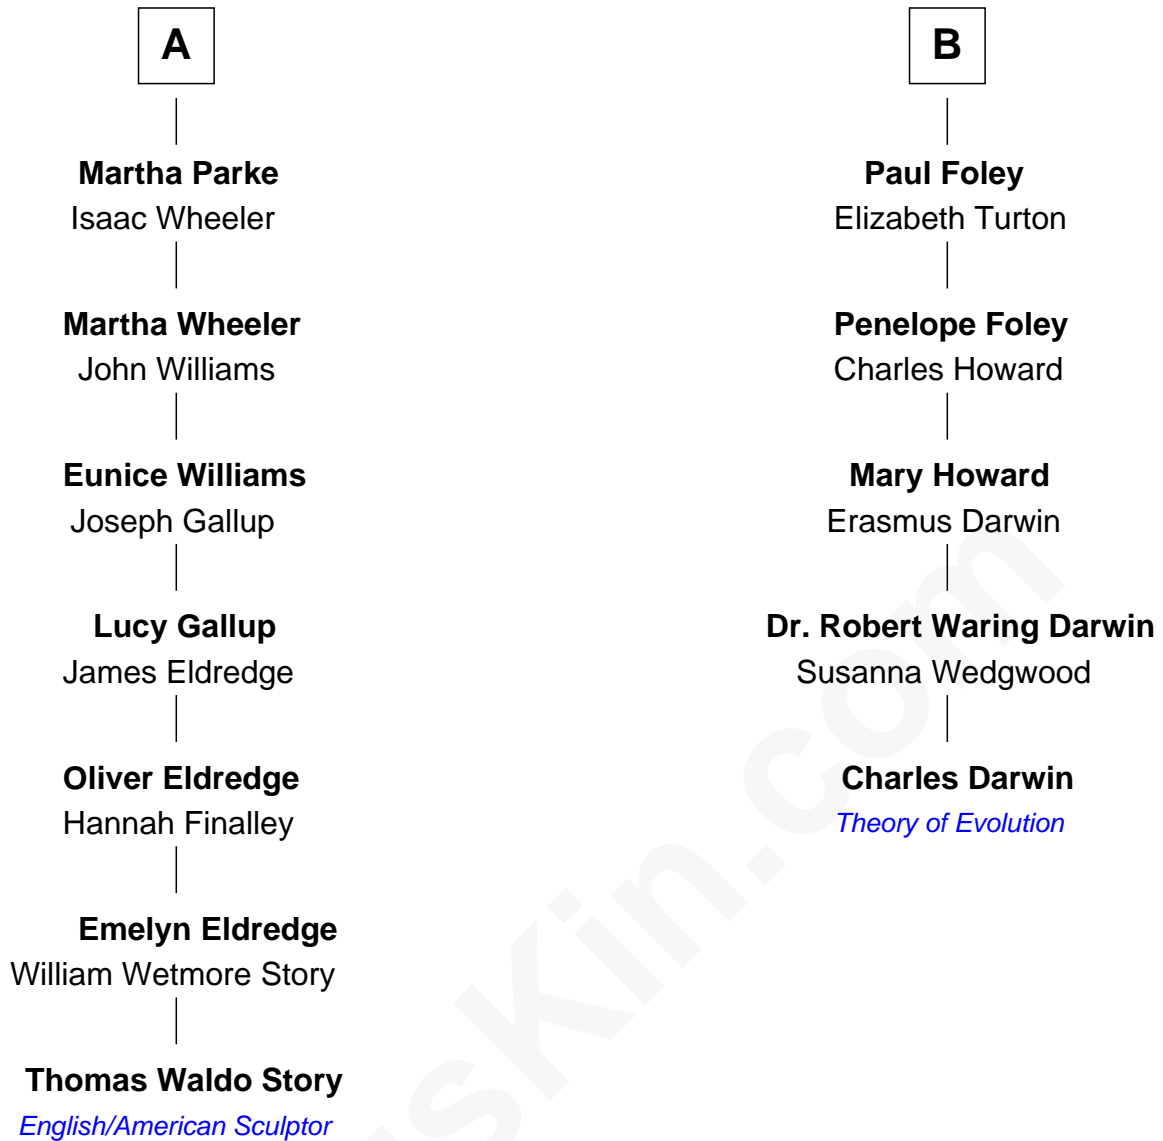 A
Martha Parke
Isaac Wheeler
Martha Wheeler
John Williams
Eunice Williams
Joseph Gallup
Lucy Gallup
James Eldredge
Oliver Eldredge
Hannah Finalley
Emelyn Eldredge
William Wetmore Story
Thomas Waldo Story
English/American Sculptor
B
Paul Foley
Elizabeth Turton
Penelope Foley
Charles Howard
Mary Howard
Erasmus Darwin
Dr. Robert Waring Darwin
Susanna Wedgwood
Charles Darwin
Theory of Evolution